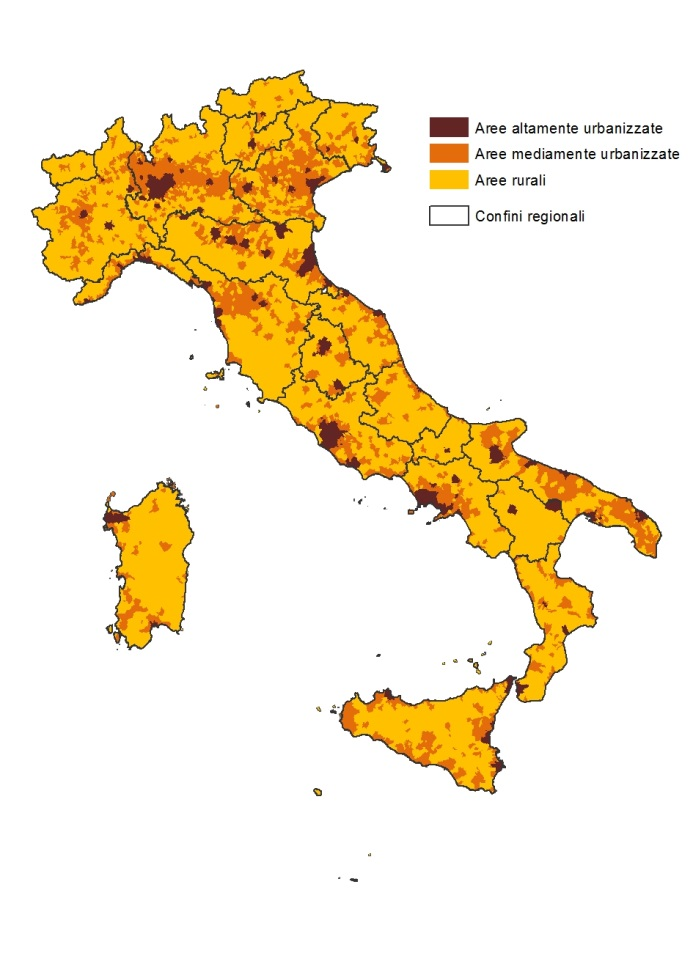 Aree altamente urbanizzate
Aree mediamente urbanizzate
Aree rurali
Confini regionali